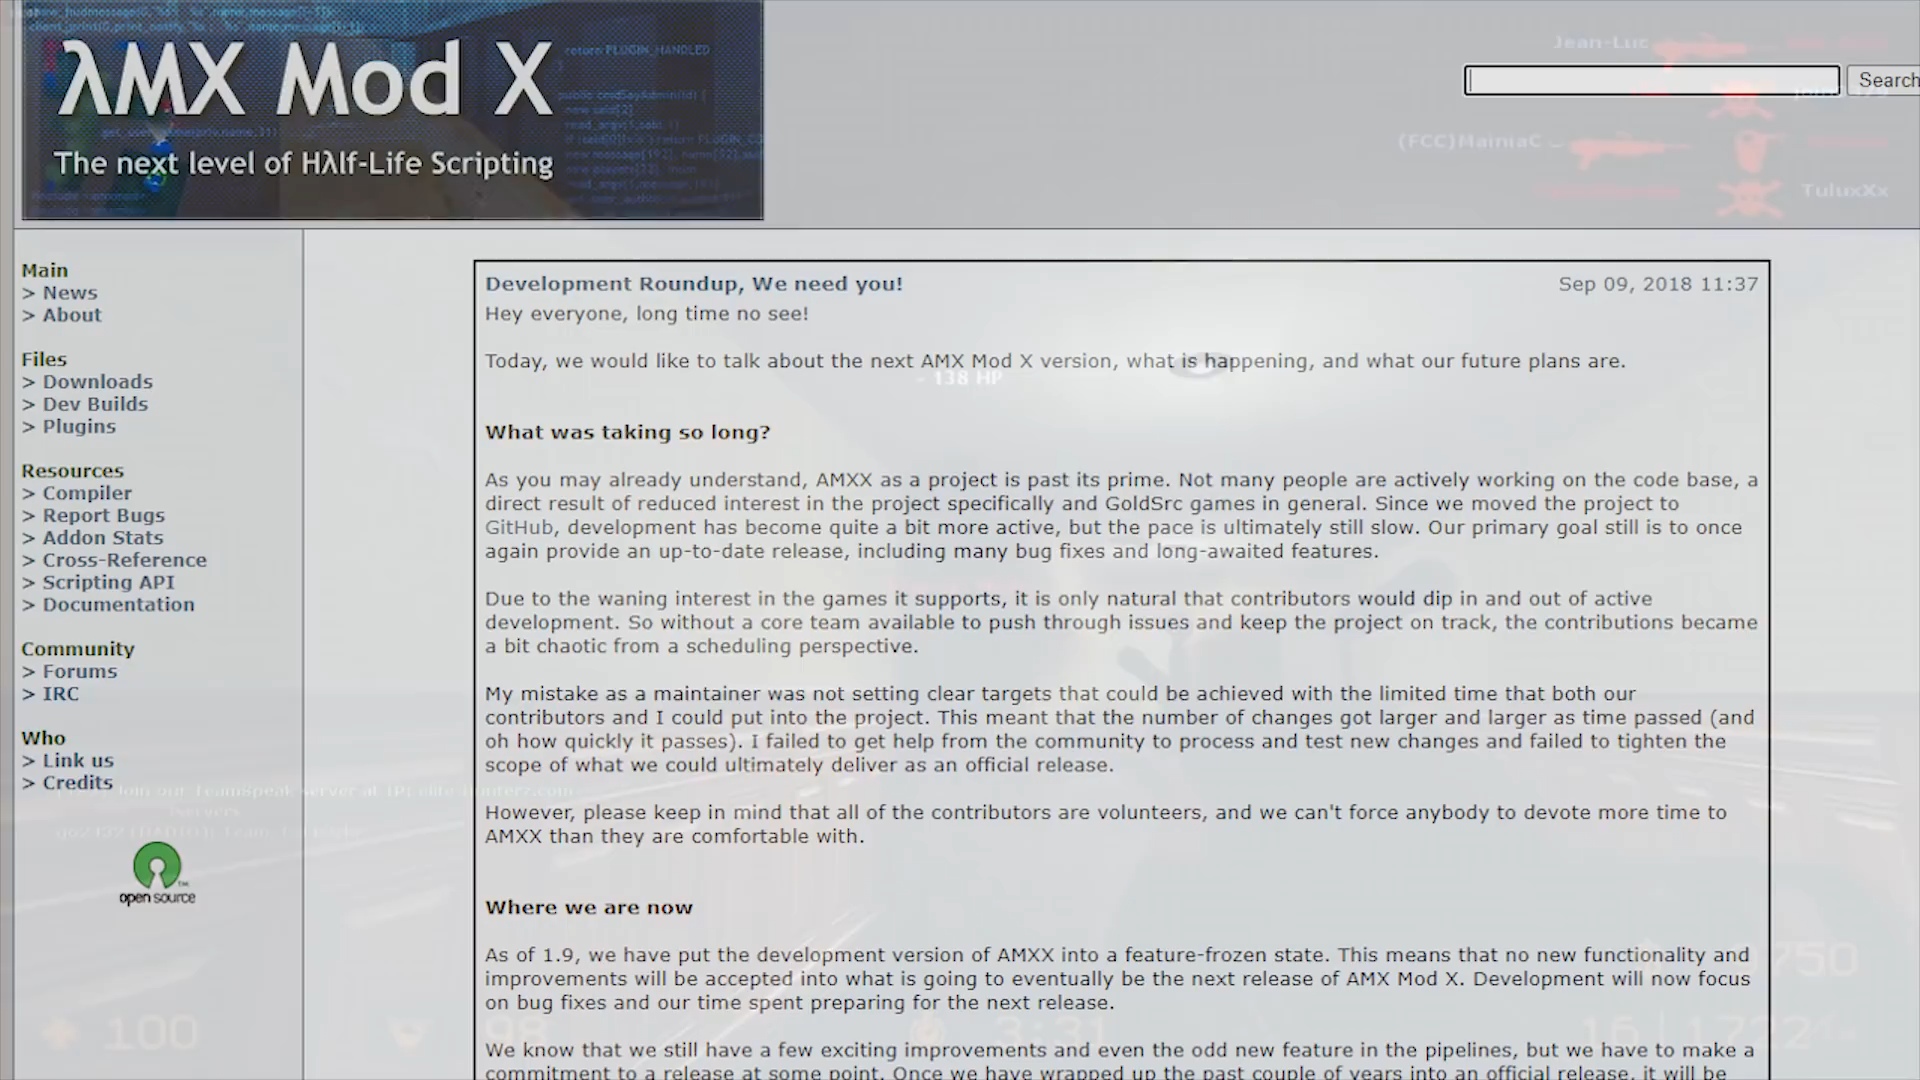 λMX Mod X
The next level of Hλlf-Life Scripting
return PLUGIN_HANDLED
Jean-Luc
Search
(FCC)MainiaC
TuluxXx
Main
> News
> About
Files
> Downloads
> Dev Builds
> Plugins
Resources
> Compiler
> Report Bugs
> Addon Stats
> Cross-Reference
> Scripting API
> Documentation
Community
> Forums
> IRC
Who
> Link us
> Credits
open source
Development Roundup, We need you!
Sep 09, 2018 11:37
Hey everyone, long time no see!
Today, we would like to talk about the next AMX Mod X version, what is happening, and what our future plans are.
- 138 HP
What was taking so long?
As you may already understand, AMXX as a project is past its prime. Not many people are actively working on the code base, a
direct result of reduced interest in the project specifically and GoldSrc games in general. Since we moved the project to
GitHub, development has become quite a bit more active, but the pace is ultimately still slow. Our primary goal still is to once
again provide an up-to-date release, including many bug fixes and long-awaited features.
Due to the waning interest in the games it supports, it is only natural that contributors would dip in and out of active
development. So without a core team available to push through issues and keep the project on track, the contributions became
a bit chaotic from a scheduling perspective.
My mistake as a maintainer was not setting clear targets that could be achieved with the limited time that both our
contributors and I could put into the project. This meant that the number of changes got larger and larger as time passed (and
oh how quickly it passes). I failed to get help from the community to process and test new changes and failed to tighten the
scope of what we could ultimately deliver as an official release.
However, please keep in mind that all of the contributors are volunteers, and we can't force anybody to devote more time to
AMXX than they are comfortable with.
Where we are now
As of 1.9, we have put the development version of AMXX into a feature-frozen state. This means that no new functionality and
improvements will be accepted into what is going to eventually be the next release of AMX Mod X. Development will now focus
on bug fixes and our time spent preparing for the next release.
We know that we still have a few exciting improvements and even the odd new feature in the pipelines, but we have to make a
commitment to a release at some point. Once we have wrapped up the past couple of years into an official release, it will be
100
98
3:31